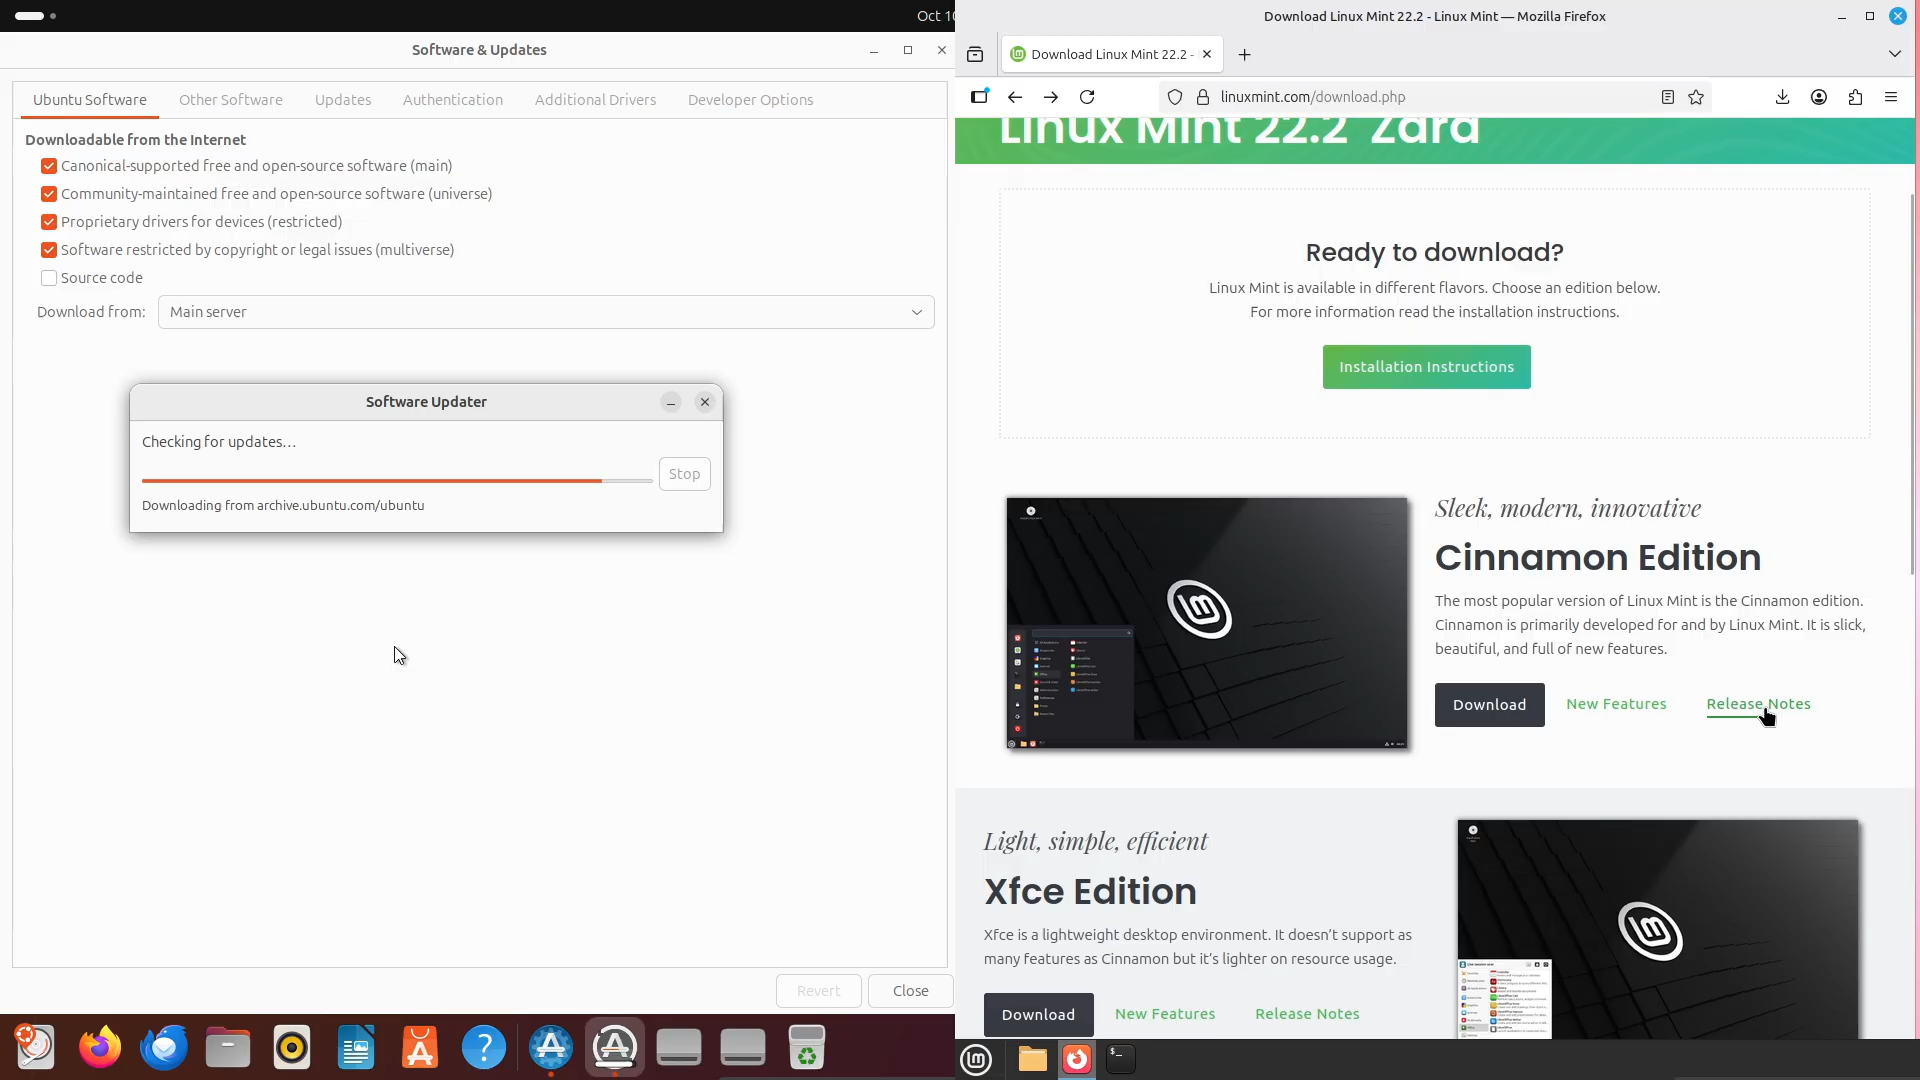 Oct 10
Software & Updates
Ubuntu Software
Other Software
Updates
Authentication
Additional Drivers
Developer Options
Downloadable from the Internet
Canonical-supported free and open-source software (main)
Community-maintained free and open-source software (universe)
Proprietary drivers for devices (restricted)
Software restricted by copyright or legal issues (multiverse)
Source code
Download from:
Main server
Software Updater
Checking for updates…
Stop
Downloading from archive.ubuntu.com/ubuntu
Revert
Close
Download Linux Mint 22.2 - Linux Mint — Mozilla Firefox
Download Linux Mint 22.2 -
linuxmint.com/download.php
Linux Mint 22.2 Zara
Ready to download?
Linux Mint is available in different flavors. Choose an edition below.
For more information read the installation instructions.
Installation Instructions
Sleek, modern, innovative
Cinnamon Edition
The most popular version of Linux Mint is the Cinnamon edition.
Cinnamon is primarily developed for and by Linux Mint. It is slick,
beautiful, and full of new features.
Download
New Features
Release Notes
Light, simple, efficient
Xfce Edition
Xfce is a lightweight desktop environment. It doesn't support as
many features as Cinnamon but it's lighter on resource usage.
Download
New Features
Release Notes